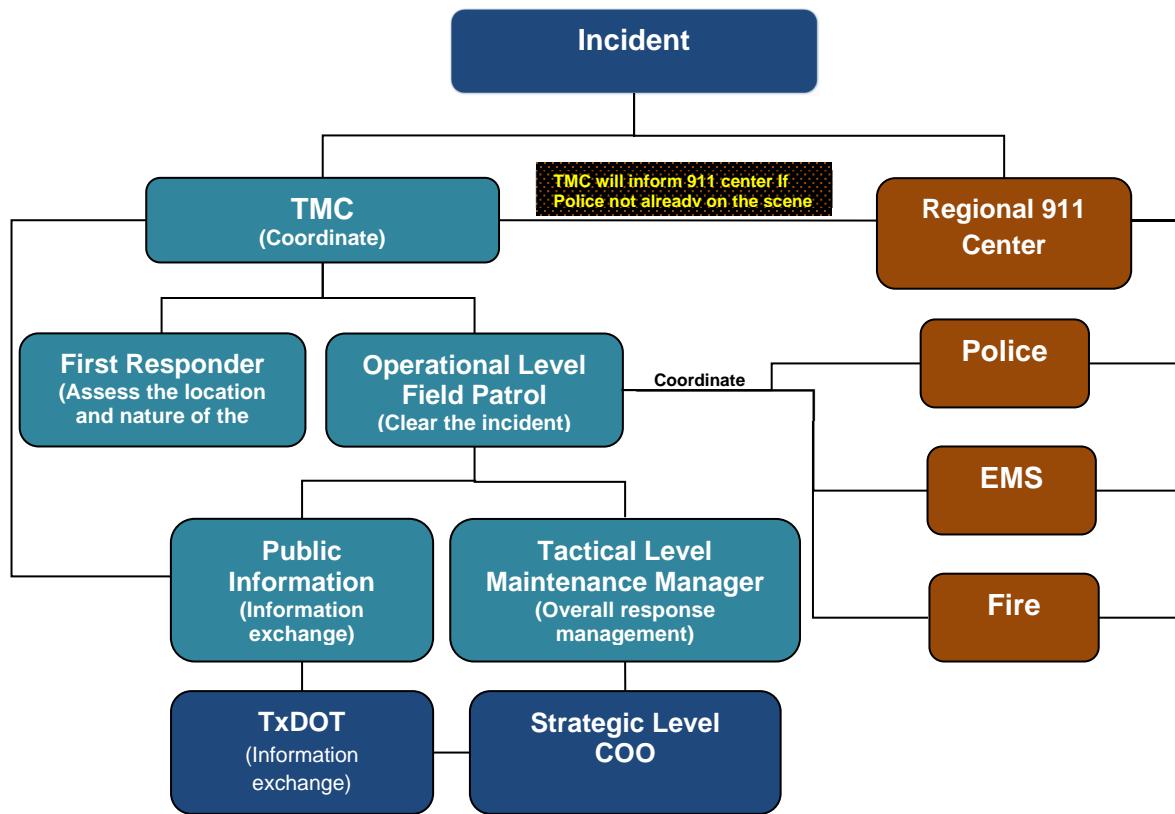 Incident
TMC will inform 911 center If
Police not already on the scene
TMC
(Coordinate)
Regional 911
Center
First Responder
(Assess the location
and nature of the
Operational Level
Field Patrol
(Clear the incident)
Coordinate
Police
EMS
Public
Information
(Information
exchange)
Tactical Level
Maintenance Manager
(Overall response
management)
Fire
TxDOT
(Information
exchange)
Strategic Level
COO